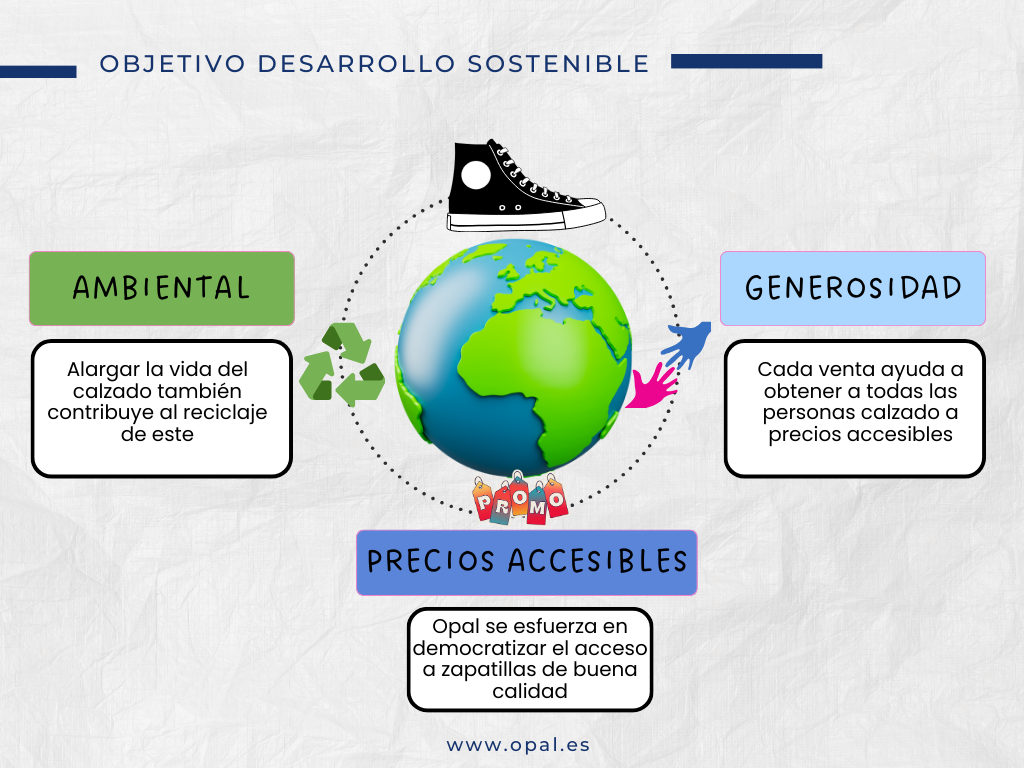 OBJETIVO DESARROLLO SOSTENIBLE
AMBIENTAL
Alargar la vida del
calzado también
contribuye al reciclaje
de este
GENEROSIDAD
Cada venta ayuda a
obtener a todas las
personas calzado a
precios accesibles
PROMO
PRECIOS ACCESIBLES
Opal se esfuerza en
democratizar el acceso
a zapatillas de buena
calidad
www.opal.es